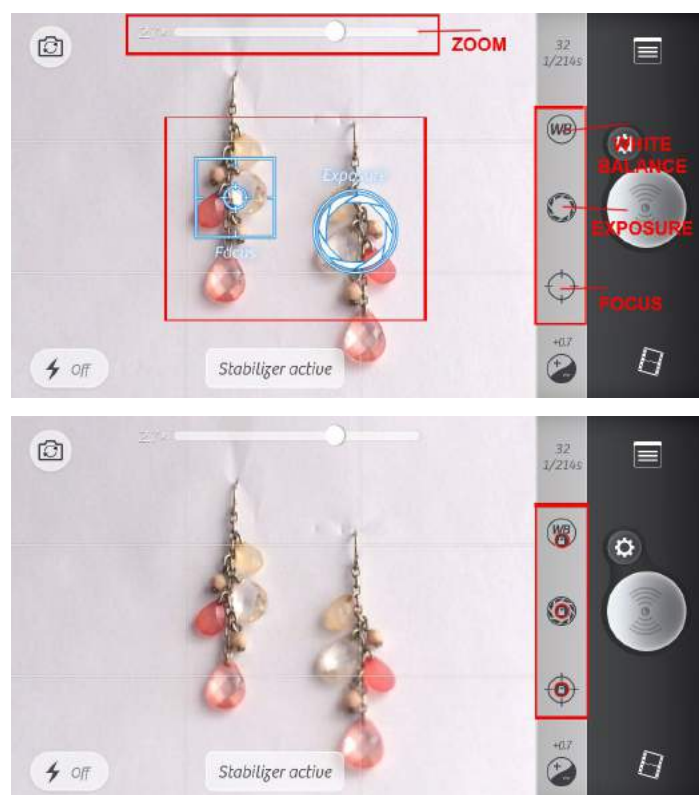 ZOOM
32
1/214s
WB
WHITE
BALANCE
Exposure
EXPOSURE
Focus
FOCUS
+0.7
Off
Stabilizer active
32
1/214s
WB
+0.7
Off
Stabilizer active